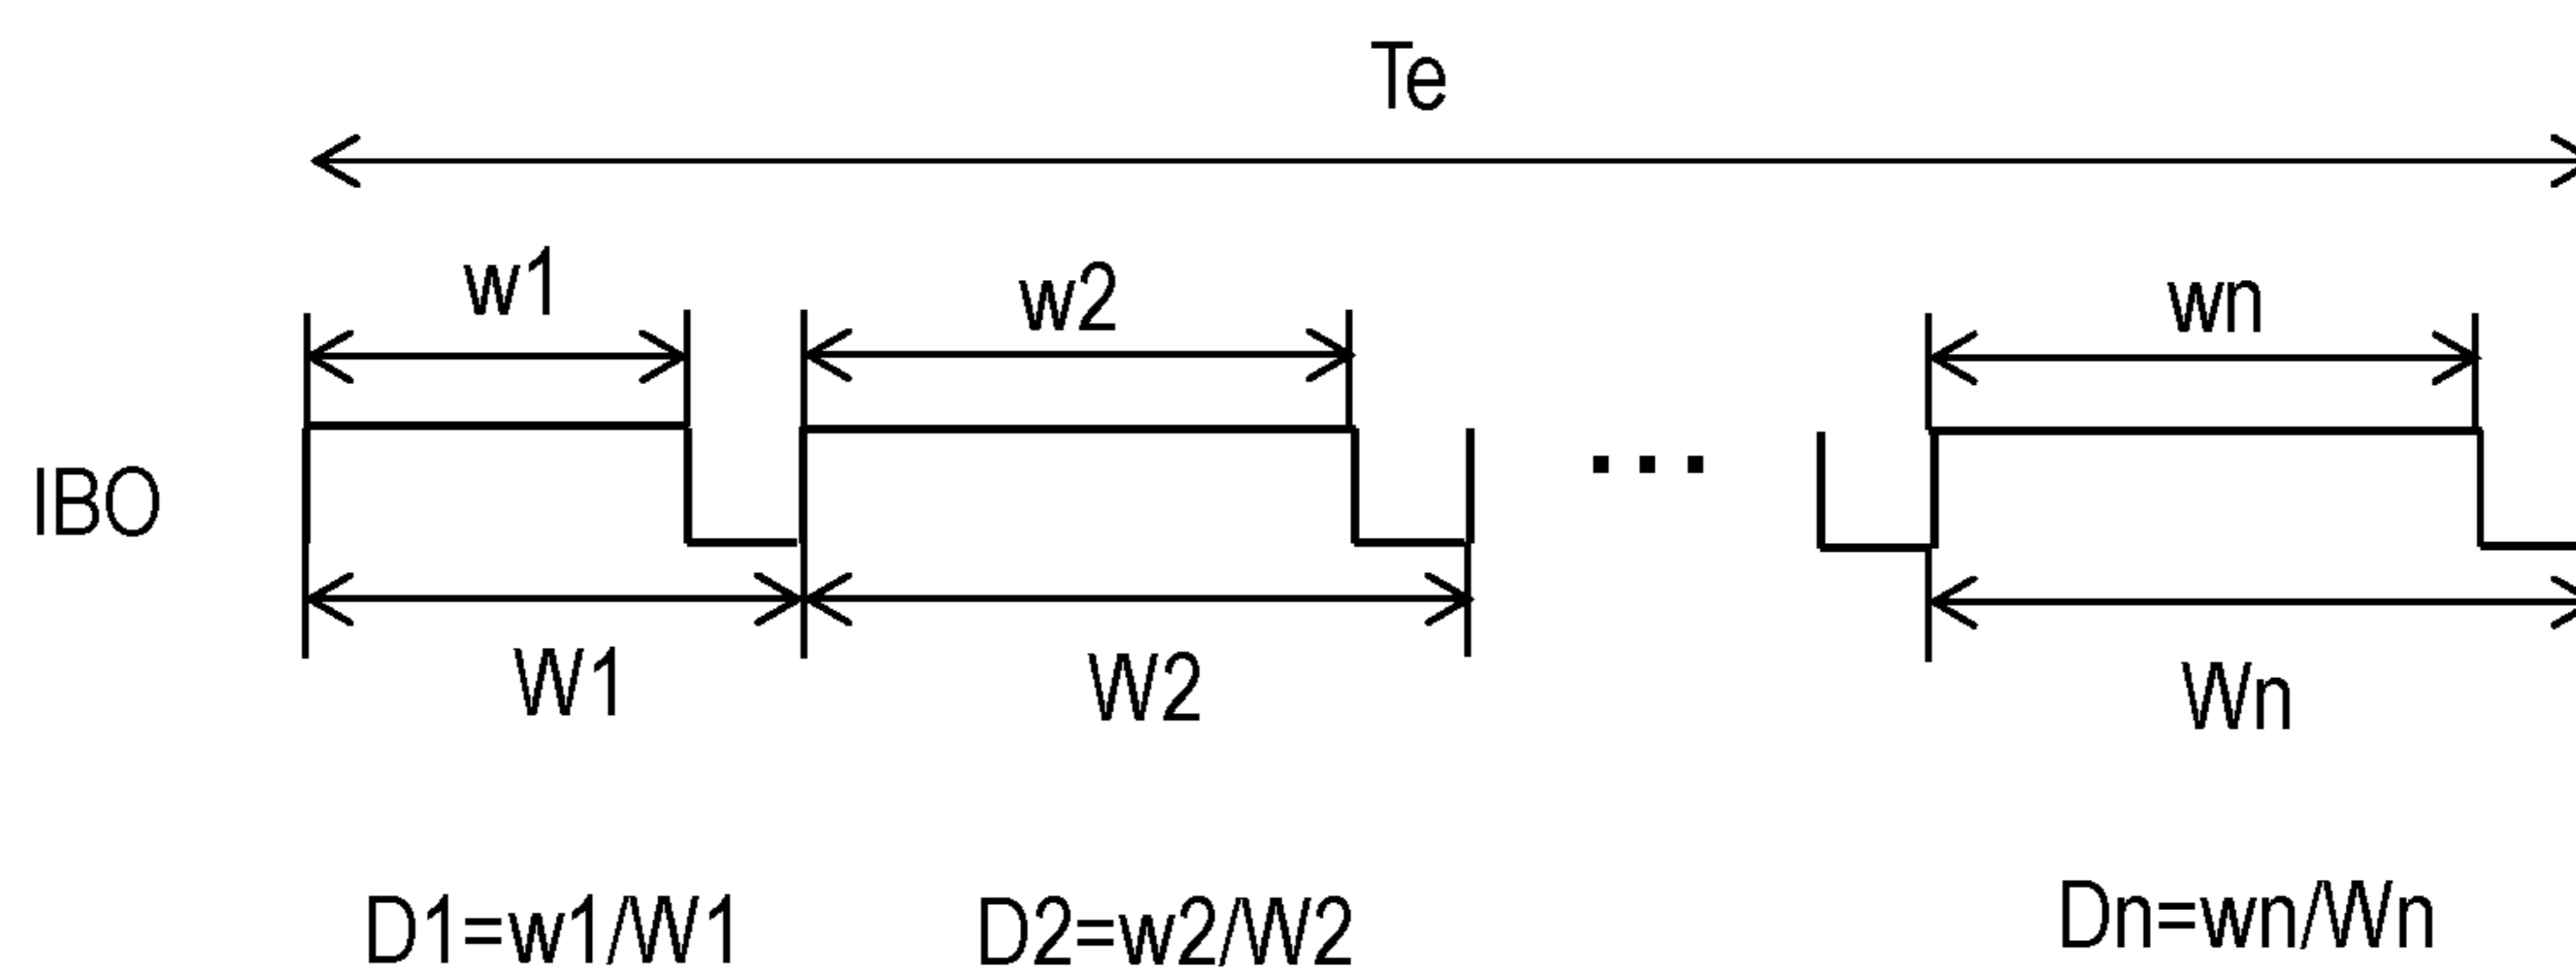 Te
w1 w2 wn
IBO ...
W1 W2 Wn
D1=w1/W1 D2=w2/W2 Dn=wn/Wn